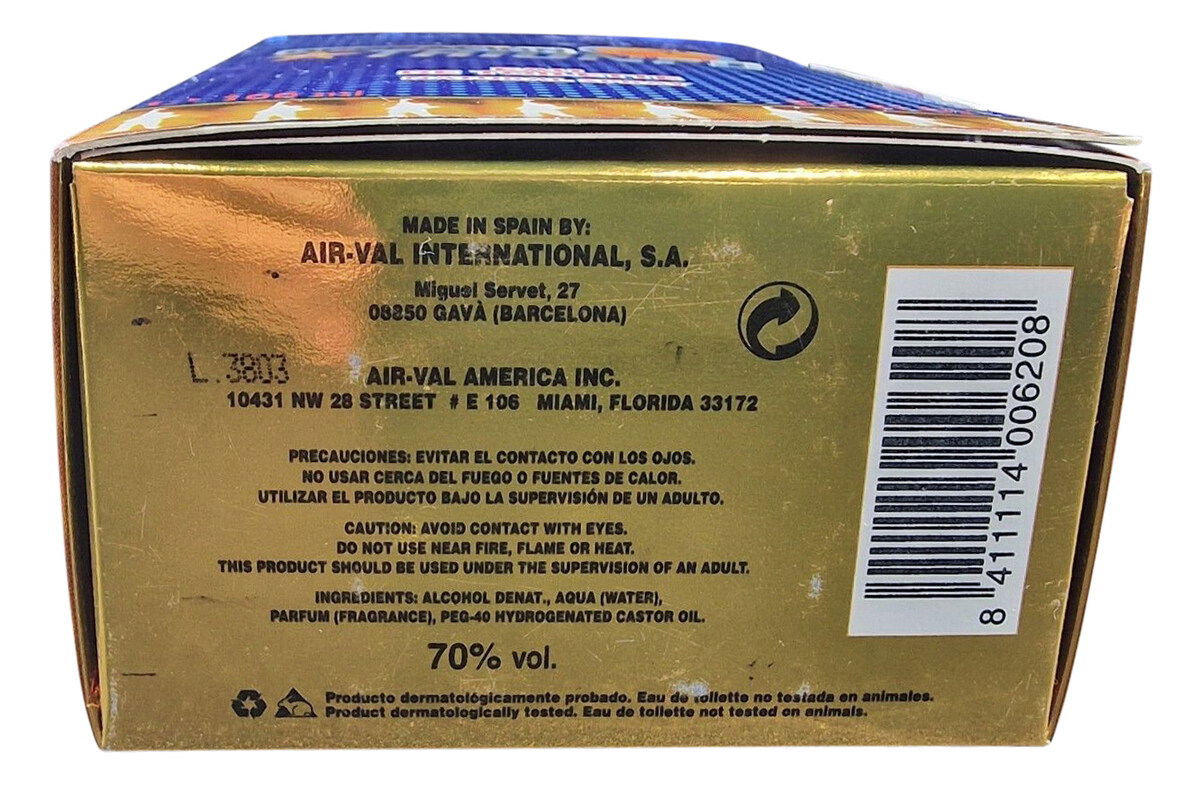 100 ml
MADE IN SPAIN BY:
AIR-VAL INTERNATIONAL, S.A.
Miguel Servet, 27
08850 GAVÀ (BARCELONA)
L.3803
AIR-VAL AMERICA INC.
10431 NW 28 STREET # E 106 MIAMI, FLORIDA 33172
PRECAUCIONES: EVITAR EL CONTACTO CON LOS OJOS.
NO USAR CERCA DEL FUEGO O FUENTES DE CALOR.
UTILIZAR EL PRODUCTO BAJO LA SUPERVISIÓN DE UN ADULTO.
CAUTION: AVOID CONTACT WITH EYES.
DO NOT USE NEAR FIRE, FLAME OR HEAT.
THIS PRODUCT SHOULD BE USED UNDER THE SUPERVISION OF AN ADULT.
INGREDIENTS: ALCOHOL DENAT., AQUA (WATER),
PARFUM (FRAGRANCE), PEG-40 HYDROGENATED CASTOR OIL.
70% vol.
Producto dermatológicamente probado. Eau de toilette no testada en animales.
Product dermatologically tested. Eau de toilette not tested on animals.
8 411114 006208